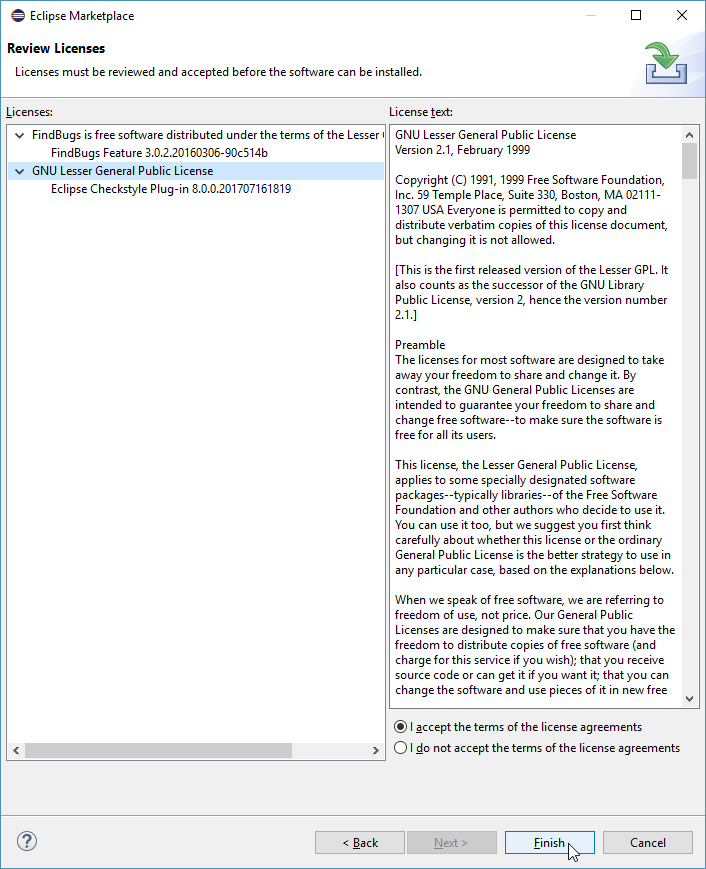 Eclipse Marketplace
Review Licenses
Licenses must be reviewed and accepted before the software can be installed.
Licenses:
FindBugs is free software distributed under the terms of the Lesser
FindBugs Feature 3.0.2.20160306-90c514b
GNU Lesser General Public License
Eclipse Checkstyle Plug-in 8.0.0.201707161819
License text:
GNU Lesser General Public License
Version 2.1, February 1999
Copyright (C) 1991, 1999 Free Software Foundation,
Inc. 59 Temple Place, Suite 330, Boston, MA 02111-
1307 USA Everyone is permitted to copy and
distribute verbatim copies of this license document,
but changing it is not allowed.
[This is the first released version of the Lesser GPL. It
also counts as the successor of the GNU Library
Public License, version 2, hence the version number
2.1.]
Preamble
The licenses for most software are designed to take
away your freedom to share and change it. By
contrast, the GNU General Public Licenses are
intended to guarantee your freedom to share and
change free software--to make sure the software is
free for all its users.
This license, the Lesser General Public License,
applies to some specially designated software
packages--typically libraries--of the Free Software
Foundation and other authors who decide to use it.
You can use it too, but we suggest you first think
carefully about whether this license or the ordinary
General Public License is the better strategy to use in
any particular case, based on the explanations below.
When we speak of free software, we are referring to
freedom of use, not price. Our General Public
Licenses are designed to make sure that you have the
freedom to distribute copies of free software (and
charge for this service if you wish); that you receive
source code or can get it if you want it; that you can
change the software and use pieces of it in new free
I accept the terms of the license agreements
I do not accept the terms of the license agreements
?
< Back
Next >
Finish
Cancel